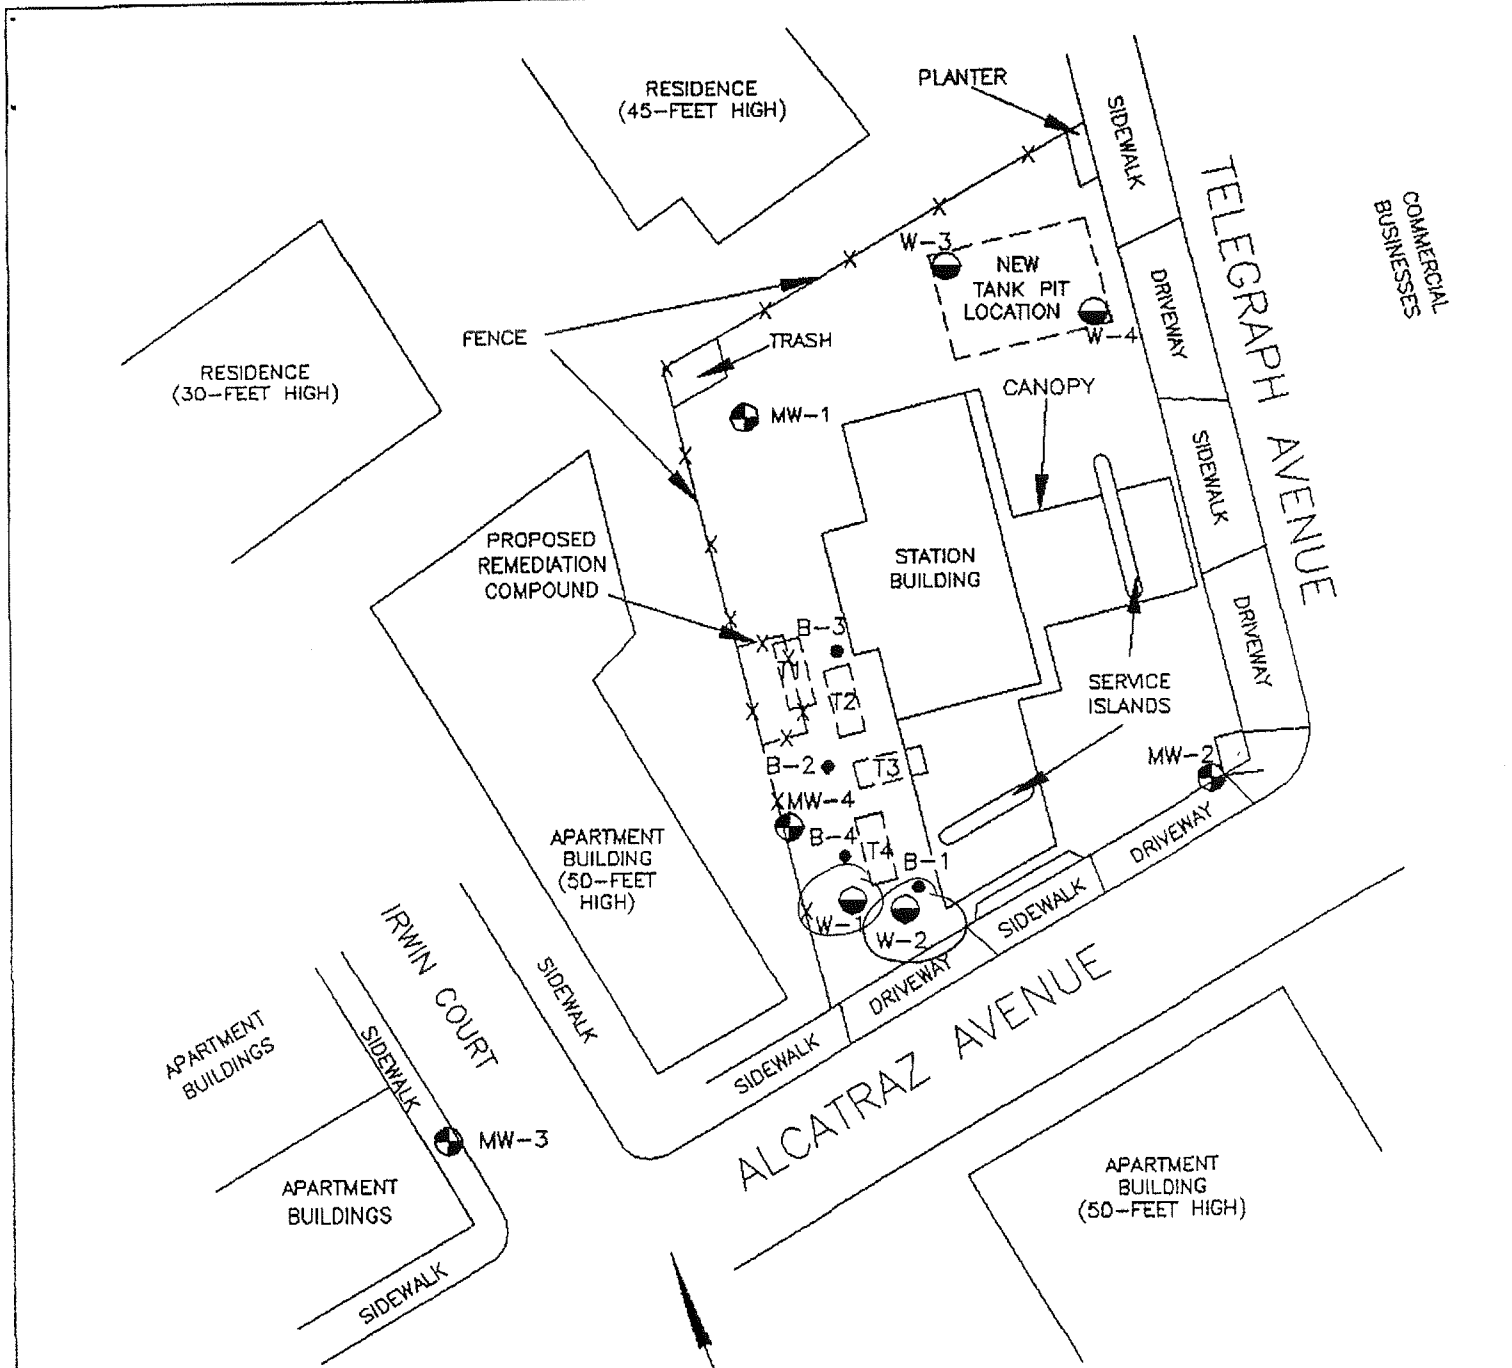 RESIDENCE
(45-FEET HIGH)
PLANTER
SIDEWALK
TELEGRAPH AVENUE
COMMERCIAL
BUSINESSES
W-3
NEW
TANK PIT
LOCATION
DRIVEWAY
W-4
FENCE
TRASH
RESIDENCE
(30-FEET HIGH)
CANOPY
MW-1
SIDEWALK
PROPOSED
REMEDIATION
COMPOUND
STATION
BUILDING
DRIVEWAY
B-3
T1
T2
SERVICE
ISLANDS
B-2
T3
MW-2
MW-4
B-4
T4
B-1
DRIVEWAY
APARTMENT
BUILDING
(50-FEET
HIGH)
W-1
W-2
SIDEWALK
IRWIN COURT
SIDEWALK
DRIVEWAY
ALCATRAZ AVENUE
SIDEWALK
APARTMENT
BUILDINGS
SIDEWALK
MW-3
APARTMENT
BUILDINGS
APARTMENT
BUILDING
(50-FEET HIGH)
SIDEWALK